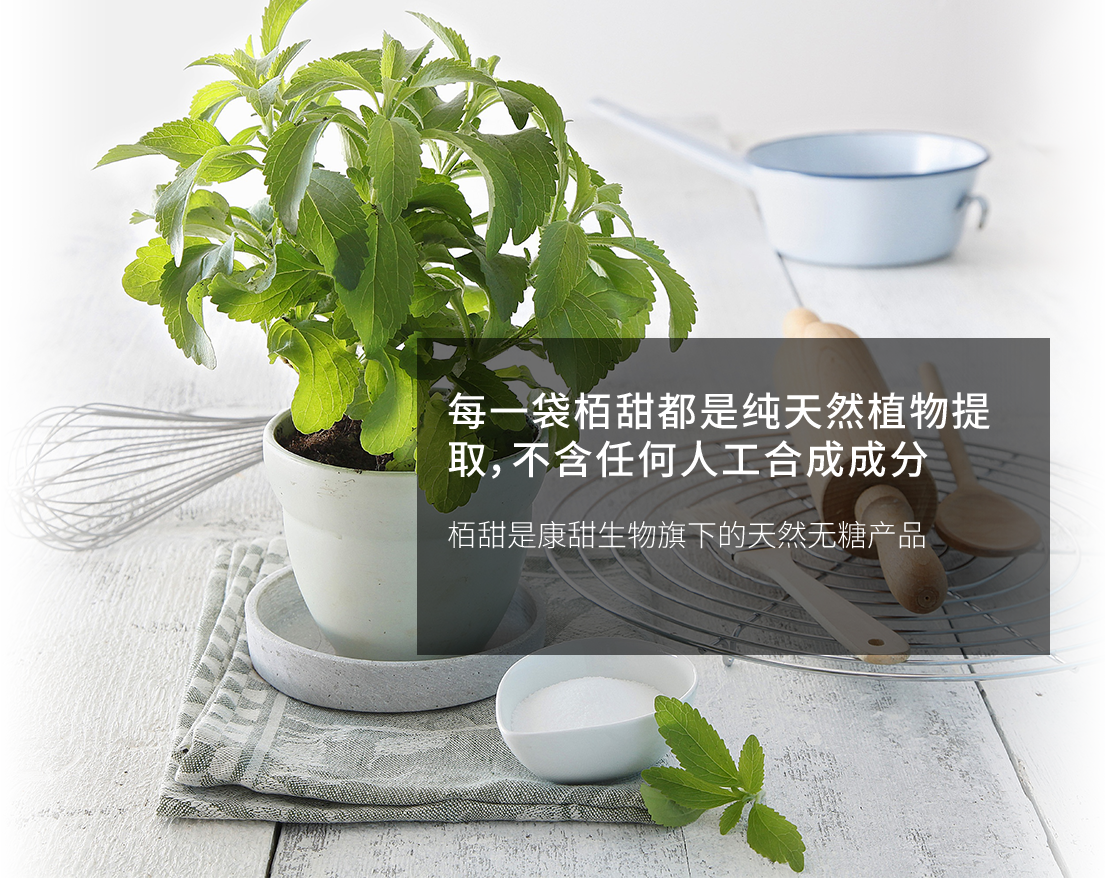 每一袋栢甜都是纯天然植物提
取，不含任何人工合成成分
栢甜是康甜生物旗下的天然无糖产品